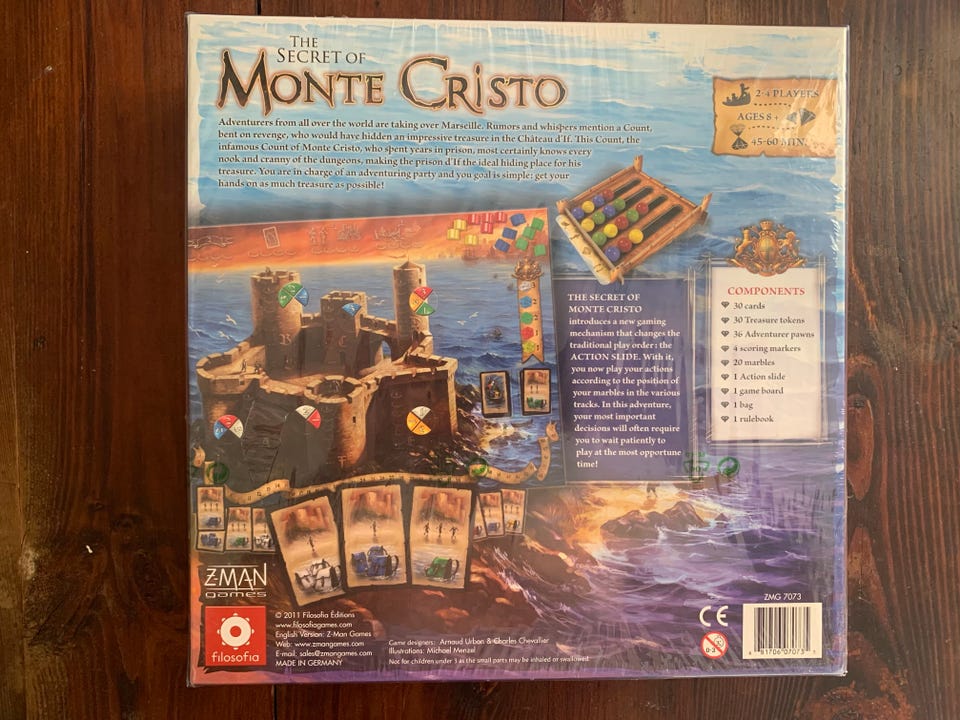 THE
SECRET OF
MONTE CRISTO
Adventurers from all over the world are taking over Marseille. Rumors and whispers mention a Count,
bent on revenge, who would have hidden an impressive treasure in the Château d'If. This Count, the
infamous Count of Monte Cristo, who spent years in prison, most certainly knows every
nook and cranny of the dungeons, making the prison d'If the ideal hiding place for his
treasure. You are in charge of an adventuring party and you goal is simple: get your
hands on as much treasure as possible!
2-4 PLAYERS
AGES 8+
45-60 MIN.
THE SECRET OF
MONTE CRISTO
introduces a new gaming
mechanism that changes the
traditional play order: the
ACTION SLIDE. With it,
you now play your actions
according to the position of
your marbles in the various
tracks. In this adventure,
your most important
decisions will often require
you to wait patiently to
play at the most opportune
time!
COMPONENTS
30 cards
30 Treasure tokens
36 Adventurer pawns
4 scoring markers
20 marbles
1 Action slide
1 game board
1 bag
1 rulebook
Z-MAN
games
filosofia
© 2011 Filosofia Éditions
www.filosofiagames.com
English Version: Z-Man Games
Web: www.zmangames.com
E-mail: sales@zmangames.com
MADE IN GERMANY
Game designers: Arnaud Urbon & Charles Chevallier
Illustrations: Michael Menzel
Not for children under 3 as the small parts may be inhaled or swallowed.
CE
0-3
ZMG 7073
8 81706 07073 1